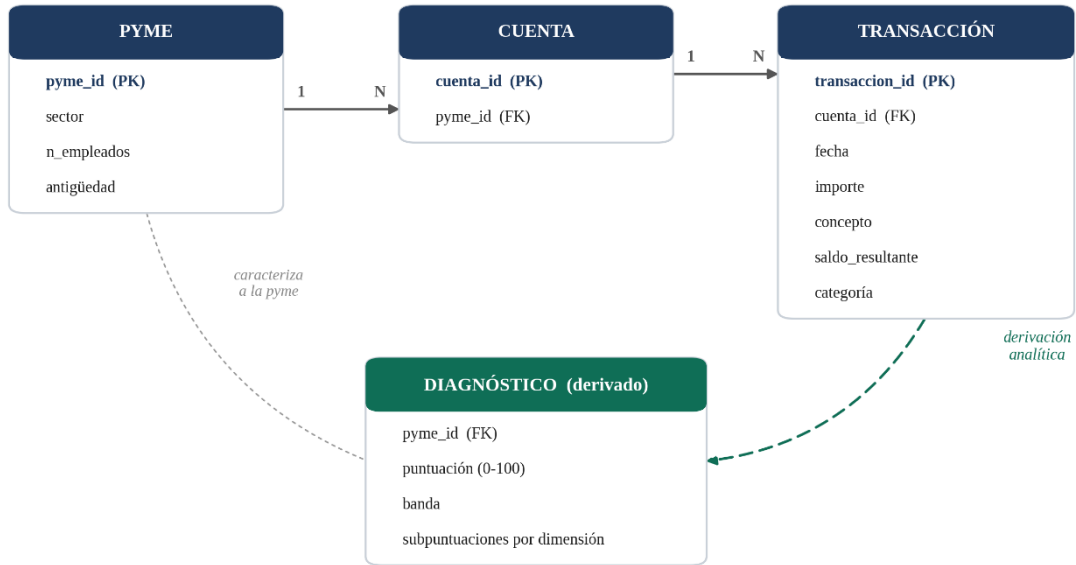 PYME
pyme_id (PK)
sector
n_empleados
antigüedad
1
N
CUENTA
cuenta_id (PK)
pyme_id (FK)
1
N
TRANSACCIÓN
transaccion_id (PK)
cuenta_id (FK)
fecha
importe
concepto
saldo_resultante
categoría
caracteriza
a la pyme
derivación
analítica
DIAGNÓSTICO (derivado)
pyme_id (FK)
puntuación (0-100)
banda
subpuntuaciones por dimensión